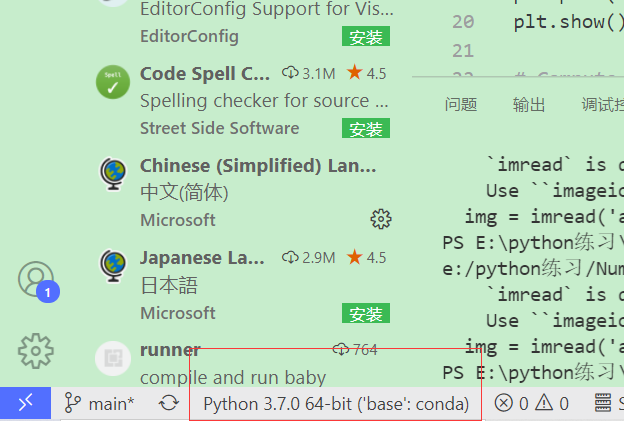 EditorConfig Support for Vis...
EditorConfig
安装
Code Spell C...
3.1M
4.5
Spelling checker for source ...
Street Side Software
安装
Chinese (Simplified) Lan...
中文(简体)
Microsoft
Japanese La...
2.9M
4.5
日本語
Microsoft
安装
runner
764
compile and run baby
1
20
plt.show()
21
问题
输出
`imread` is d
Use ``imageio
img = imread('a
PS E:\python练习\
e:/python练习/Num
`imread` is d
Use ``imageio
img = imread('a
PS E:\python练习\
main*
Python 3.7.0 64-bit ('base': conda)
0
0